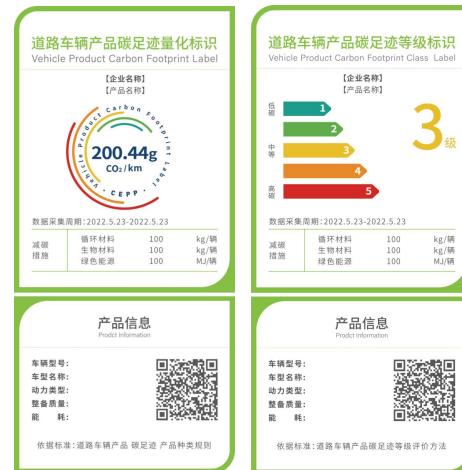 道路车辆产品碳足迹量化标识
Vehicle Product Carbon Footprint Label
【企业名称】
【产品名称】
Vehicle Product Carbon Footprint Label
200.44g
CO₂/km
· CEPP ·
数据采集周期:2022.5.23-2022.5.23
减碳
措施
循环材料 100 kg/辆
生物材料 100 kg/辆
绿色能源 100 MJ/辆
道路车辆产品碳足迹等级标识
Vehicle Product Carbon Footprint Class Label
【企业名称】
【产品名称】
低碳
中等
高碳
1
2
3
4
5
3级
数据采集周期:2022.5.23-2022.5.23
减碳
措施
循环材料 100 kg/辆
生物材料 100 kg/辆
绿色能源 100 MJ/辆
产品信息
Prodct Information
车辆型号:
车型名称:
动力类型:
整备质量:
能 耗:
依据标准:道路车辆产品 碳足迹 产品种类规则
产品信息
Prodct Information
车辆型号:
车型名称:
动力类型:
整备质量:
能 耗:
依据标准:道路车辆产品碳足迹等级评价方法